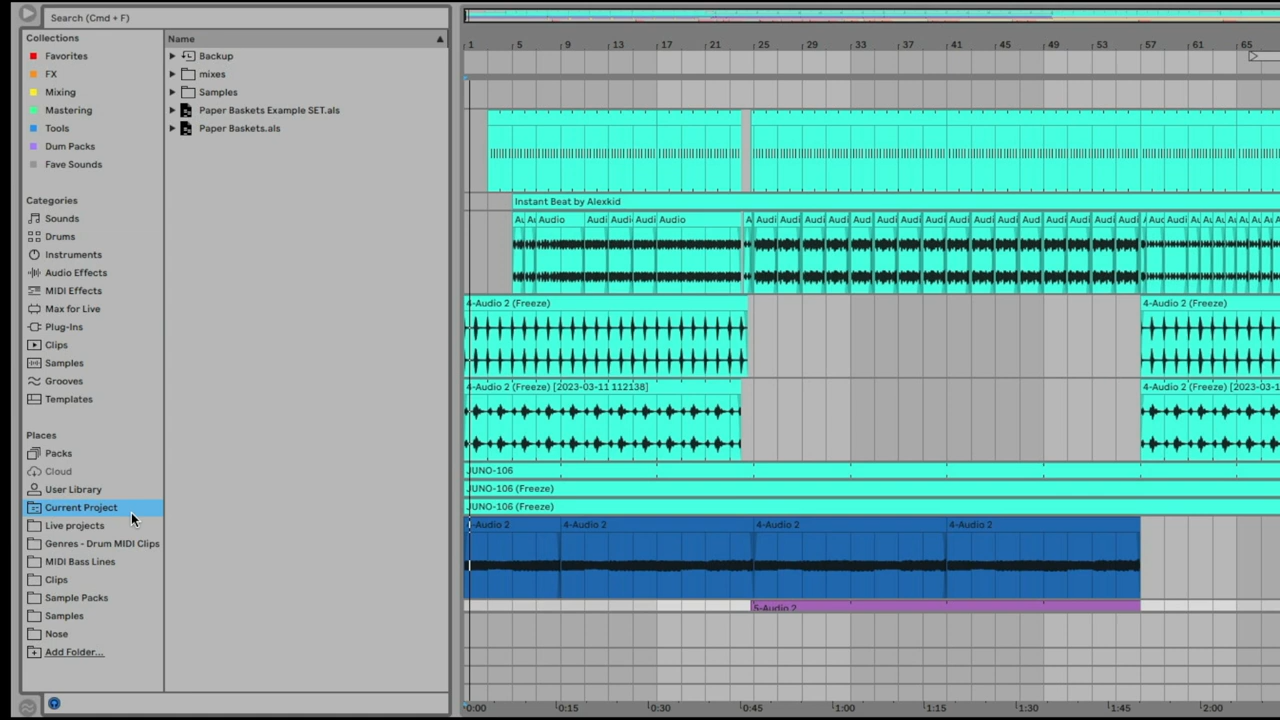 Search (Cmd + F)
Collections
Favorites
FX
Mixing
Mastering
Tools
Dum Packs
Fave Sounds
Categories
Sounds
Drums
Instruments
Audio Effects
MIDI Effects
Max for Live
Plug-Ins
Clips
Samples
Grooves
Templates
Places
Packs
Cloud
User Library
Current Project
Live projects
Genres - Drum MIDI Clips
MIDI Bass Lines
Clips
Sample Packs
Samples
Nose
Add Folder...
Name
Backup
mixes
Samples
Paper Baskets Example SET.als
Paper Baskets.als
1 5 9 13 17 21 25 29 33 37 41 45 49 53 57 61 65
Instant Beat by Alexkid
Au Au Audio Audi Audi Audi Audio A Audi Audi Audi Audi Audi Audi Audi Audi Audi Audi Audi Audi Audi Audi Audi Audi A Aud Audi Au Au Au Au Au Au
4-Audio 2 (Freeze) 4-Audio 2 (Freeze)
4-Audio 2 (Freeze) [2023-03-11 112138] 4-Audio 2 (Freeze) [2023-03-1
JUNO-106
JUNO-106 (Freeze)
JUNO-106 (Freeze)
-Audio 2 4-Audio 2 4-Audio 2 4-Audio 2
5-Audio 2
0:00 0:15 0:30 0:45 1:00 1:15 1:30 1:45 2:00